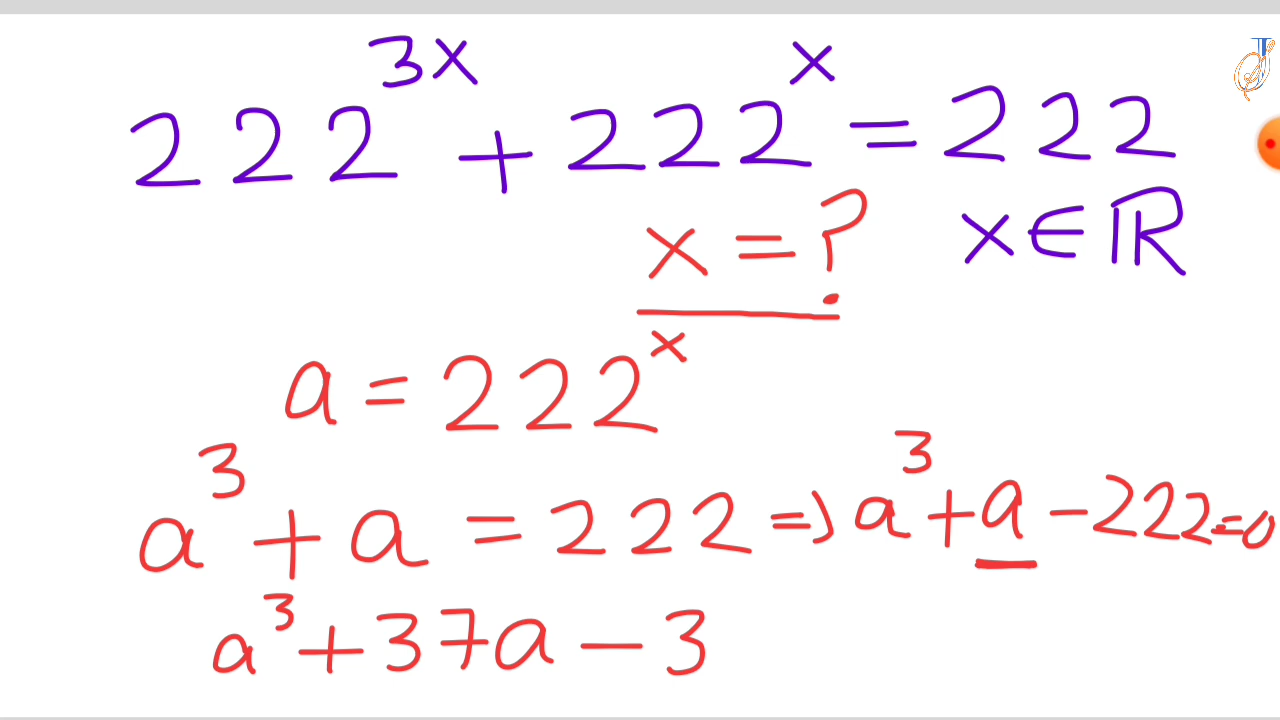 222^{3x} + 222^{x} = 222
x = ? x ∈ ℝ
a = 222^{x}
a^3 + a = 222 ⇒ a^3 + a - 222 = 0
a^3 + 37a - 3